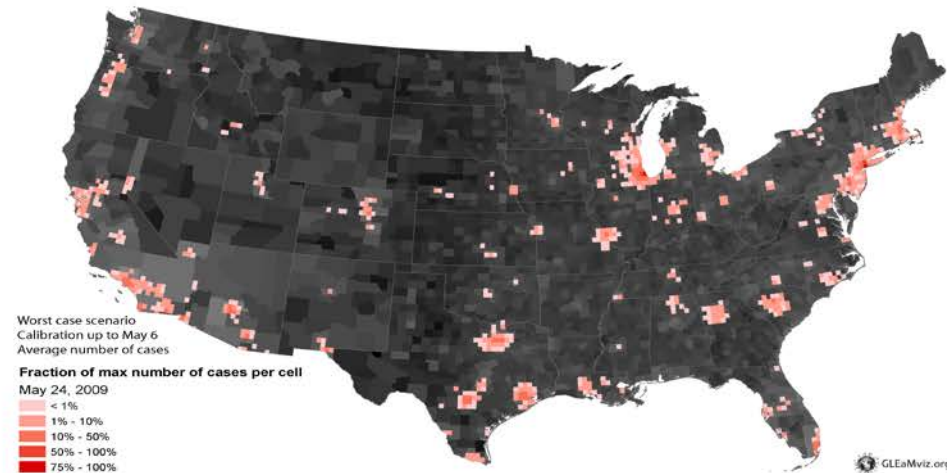 Worst case scenario
Calibration up to May 6
Average number of cases
Fraction of max number of cases per cell
May 24, 2009
< 1%
1% - 10%
10% - 50%
50% - 100%
75% - 100%
GLEaMviz.org